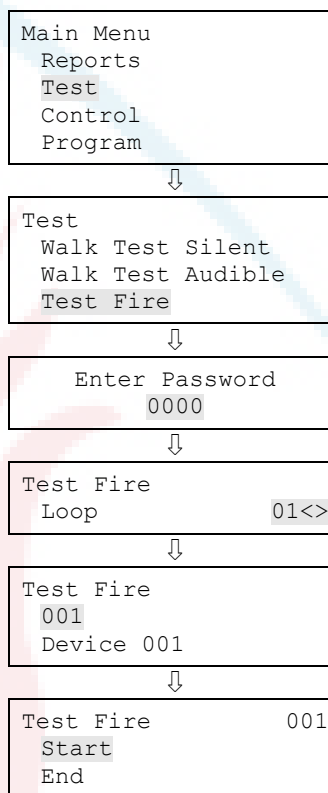 Main Menu
Reports
Test
Control
Program
⇩
Test
Walk Test Silent
Walk Test Audible
Test Fire
⇩
Enter Password
0000
⇩
Test Fire
Loop 01<>
⇩
Test Fire
001
Device 001
⇩
Test Fire 001
Start
End